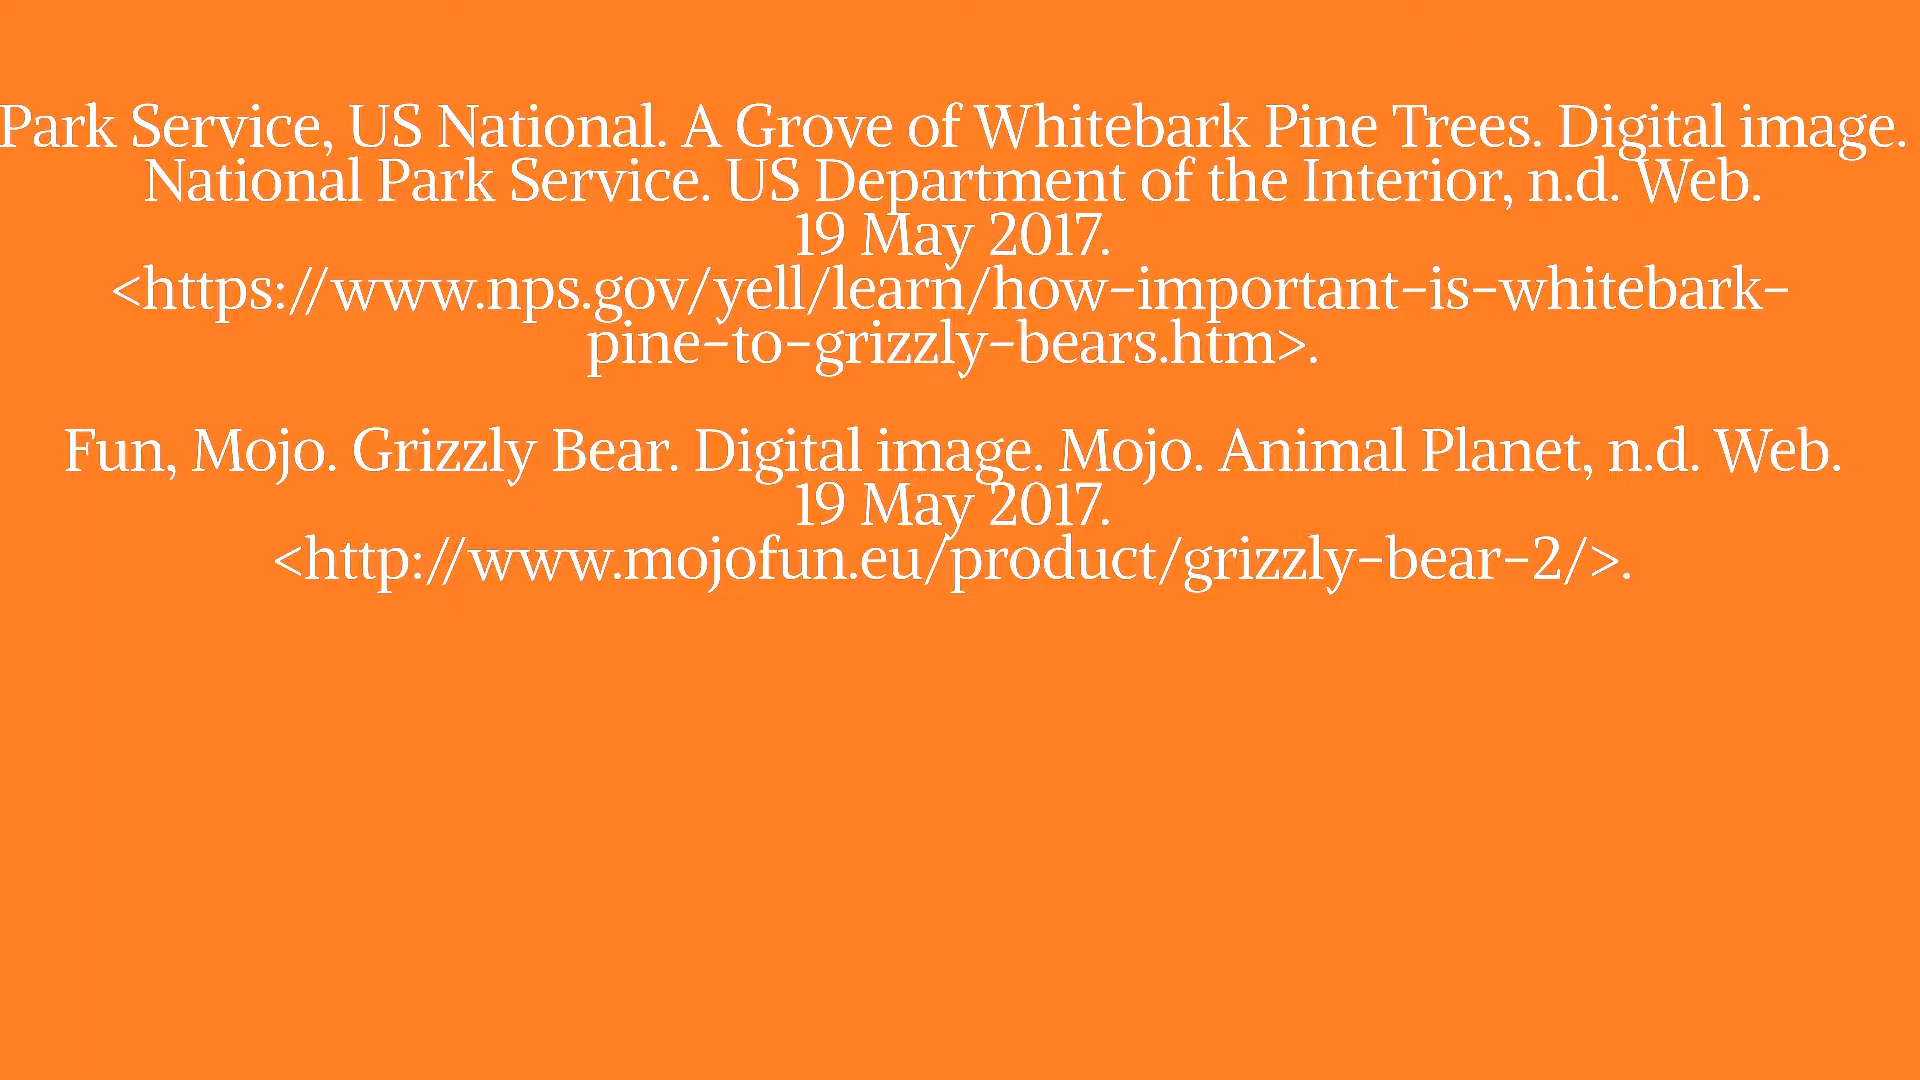 Park Service, US National. A Grove of Whitebark Pine Trees. Digital image.
National Park Service. US Department of the Interior, n.d. Web.
19 May 2017.
<https://www.nps.gov/yell/learn/how-important-is-whitebark-
pine-to-grizzly-bears.htm>.
Fun, Mojo. Grizzly Bear. Digital image. Mojo. Animal Planet, n.d. Web.
19 May 2017.
<http://www.mojofun.eu/product/grizzly-bear-2/>.